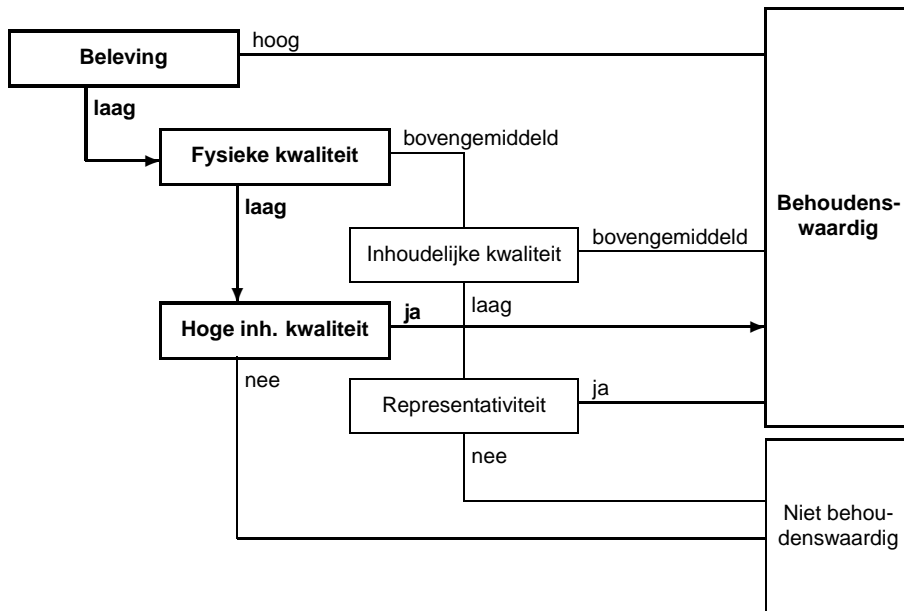 hoog
Beleving
laag
bovengemiddeld
Fysieke kwaliteit
laag
Behoudens-
waardig
bovengemiddeld
Inhoudelijke kwaliteit
laag
ja
Hoge inh. kwaliteit
nee
ja
Representativiteit
nee
Niet behou-
denswaardig